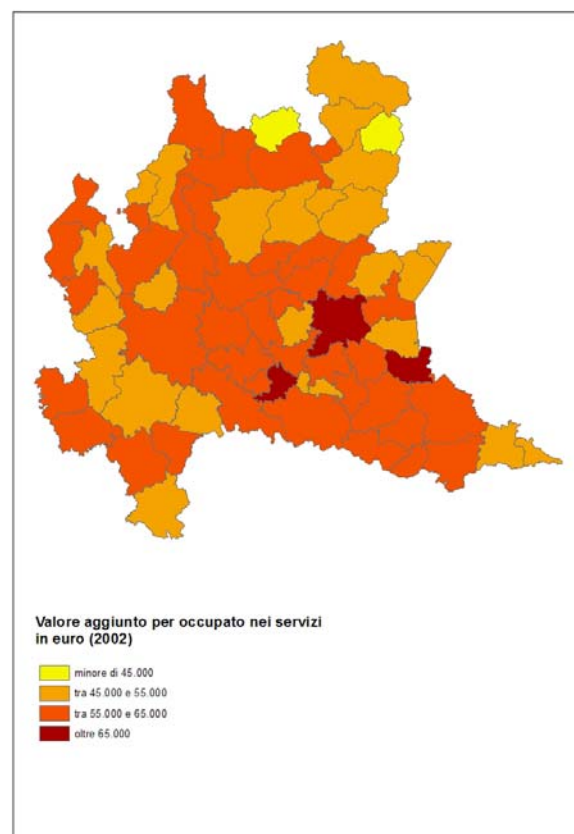 Valore aggiunto per occupato nei servizi
in euro (2002)
minore di 45.000
tra 45.000 e 55.000
tra 55.000 e 65.000
oltre 65.000